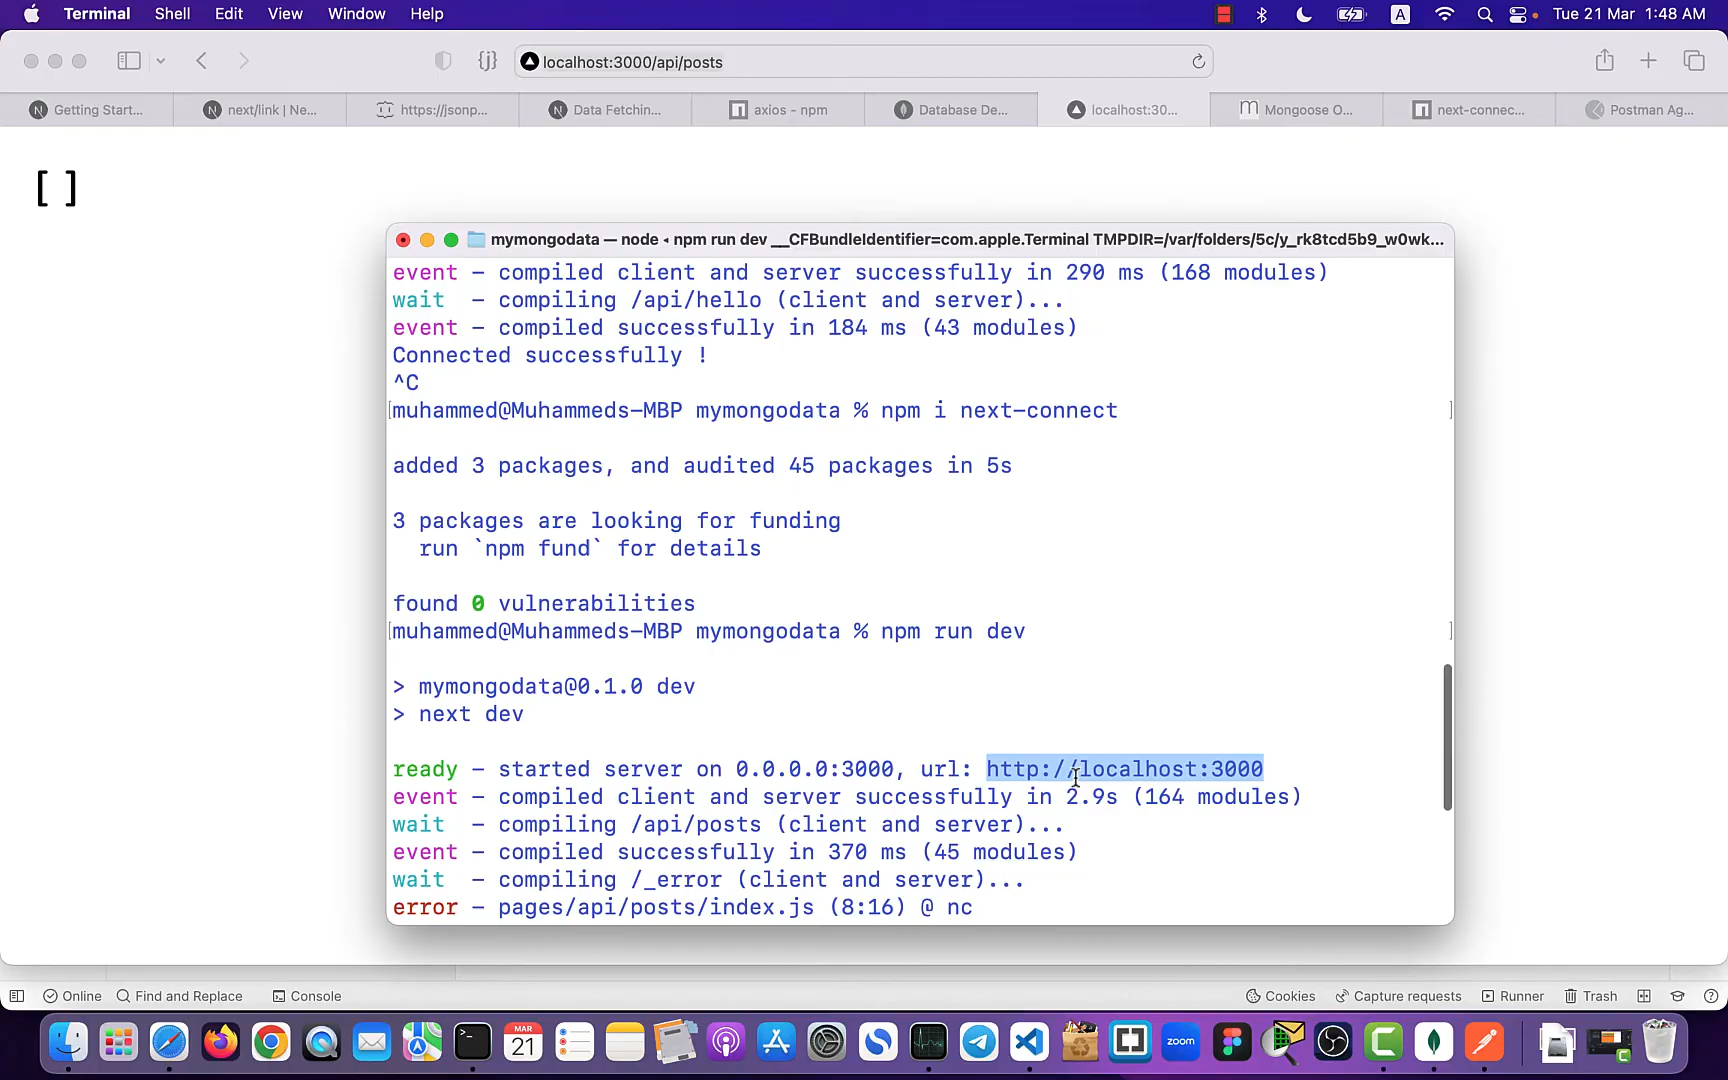 Terminal Shell Edit View Window Help A Tue 21 Mar 1:48 AM
{j} localhost:3000/api/posts
Getting Start... next/link | Ne... https://jsonp... Data Fetchin... axios - npm Database De... localhost:30... Mongoose O... next-connec... Postman Ag...
[ ]
mymongodata — node ◂ npm run dev __CFBundleIdentifier=com.apple.Terminal TMPDIR=/var/folders/5c/y_rk8tcd5b9_w0wk...
event - compiled client and server successfully in 290 ms (168 modules)
wait  - compiling /api/hello (client and server)...
event - compiled successfully in 184 ms (43 modules)
Connected successfully !
^C
[muhammed@Muhammeds-MBP mymongodata % npm i next-connect ]
added 3 packages, and audited 45 packages in 5s
3 packages are looking for funding
  run `npm fund` for details
found 0 vulnerabilities
[muhammed@Muhammeds-MBP mymongodata % npm run dev ]
> mymongodata@0.1.0 dev
> next dev
ready - started server on 0.0.0.0:3000, url: http://localhost:3000
event - compiled client and server successfully in 2.9s (164 modules)
wait  - compiling /api/posts (client and server)...
event - compiled successfully in 370 ms (45 modules)
wait  - compiling /_error (client and server)...
error - pages/api/posts/index.js (8:16) @ nc
Online Find and Replace Console Cookies Capture requests Runner Trash
MAR
21
zoom